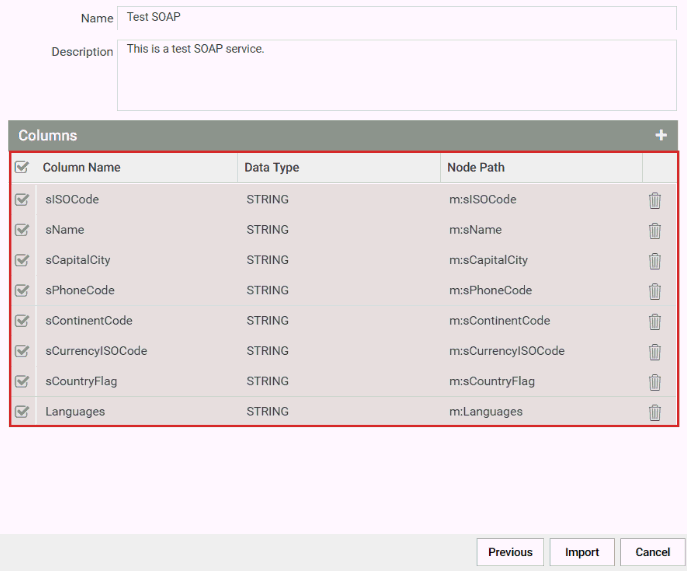 Name Test SOAP
Description This is a test SOAP service.
Columns +
Column Name Data Type Node Path
sISOCode STRING m:sISOCode
sName STRING m:sName
sCapitalCity STRING m:sCapitalCity
sPhoneCode STRING m:sPhoneCode
sContinentCode STRING m:sContinentCode
sCurrencyISOCode STRING m:sCurrencyISOCode
sCountryFlag STRING m:sCountryFlag
Languages STRING m:Languages
Previous Import Cancel